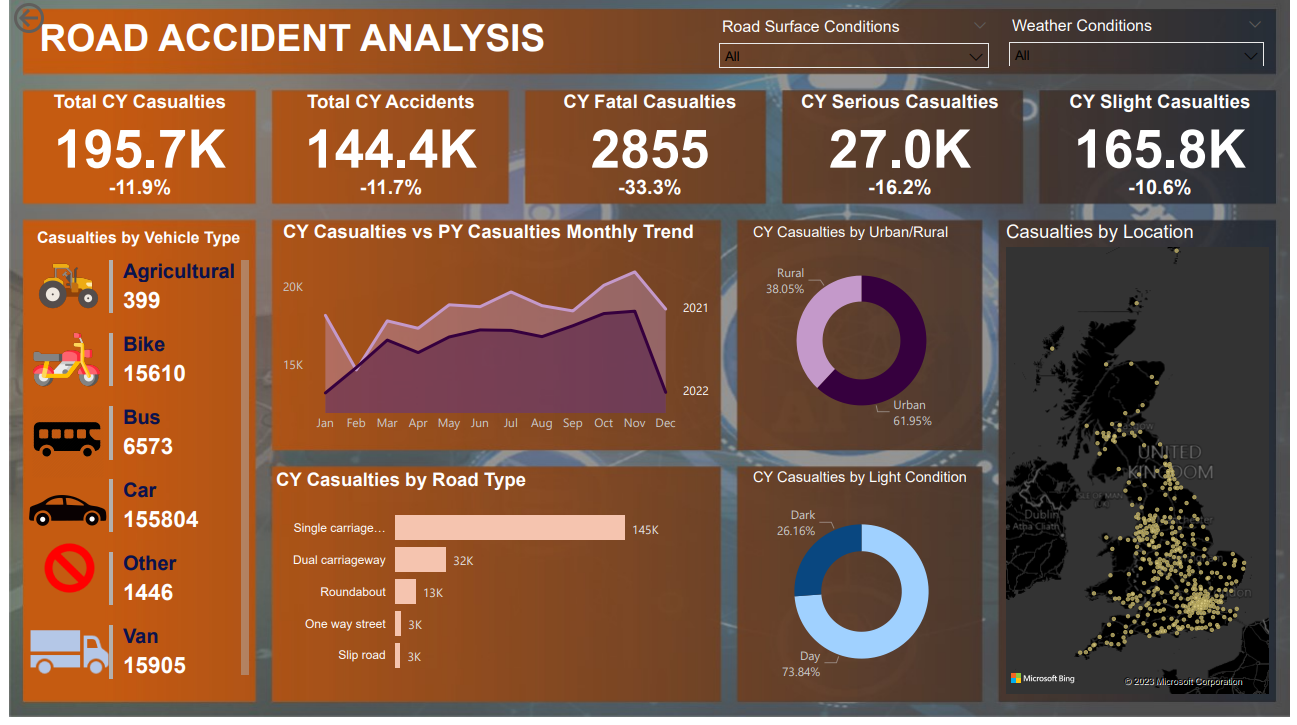 ROAD ACCIDENT ANALYSIS
Road Surface Conditions
All
Weather Conditions
All
Total CY Casualties
195.7K
-11.9%
Total CY Accidents
144.4K
-11.7%
CY Fatal Casualties
2855
-33.3%
CY Serious Casualties
27.0K
-16.2%
CY Slight Casualties
165.8K
-10.6%
Casualties by Vehicle Type
Agricultural
399
Bike
15610
Bus
6573
Car
155804
Other
1446
Van
15905
CY Casualties vs PY Casualties Monthly Trend
20K
15K
2021
2022
Jan Feb Mar Apr May Jun Jul Aug Sep Oct Nov Dec
CY Casualties by Road Type
Single carriage… 145K
Dual carriageway 32K
Roundabout 13K
One way street 3K
Slip road 3K
CY Casualties by Urban/Rural
Rural
38.05%
Urban
61.95%
CY Casualties by Light Condition
Dark
26.16%
Day
73.84%
Casualties by Location
UNITED
KINGDOM
ISLE OF MAN
Dublin
Microsoft Bing
© 2023 Microsoft Corporation